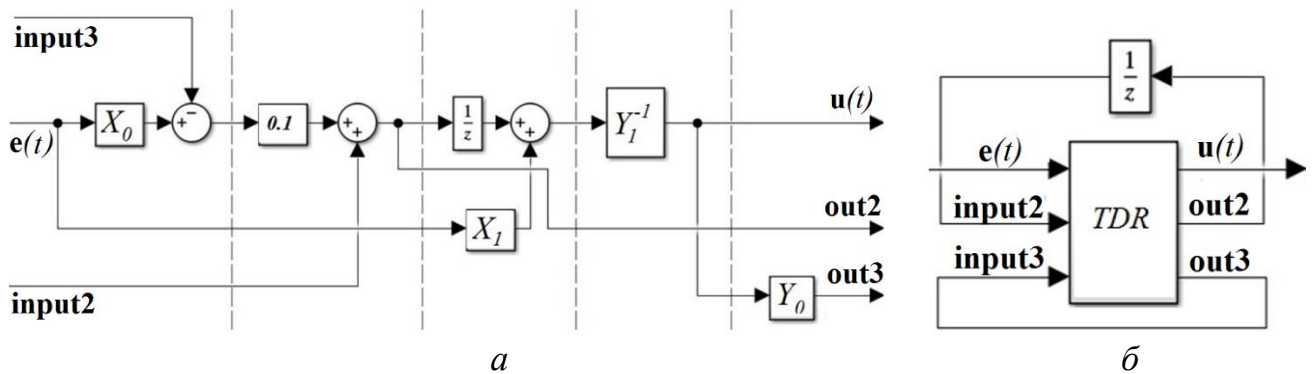 input3
e(t)
X₀
+
−
0.1
+
+
1
z
+
+
Y₁⁻¹
u(t)
X₁
out2
input2
out3
Y₀
а
1
z
e(t)
u(t)
input2
TDR
out2
input3
out3
б